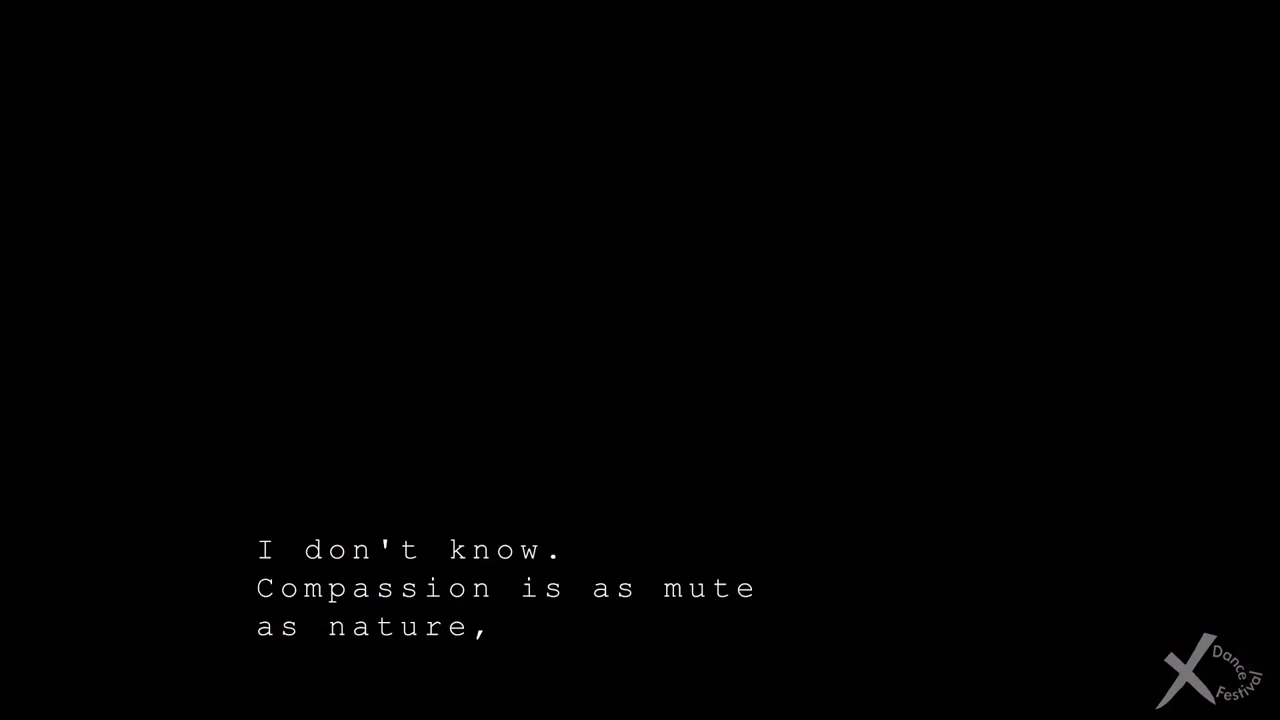 I don't know.
Compassion is as mute
as nature,
X Dance
Festival